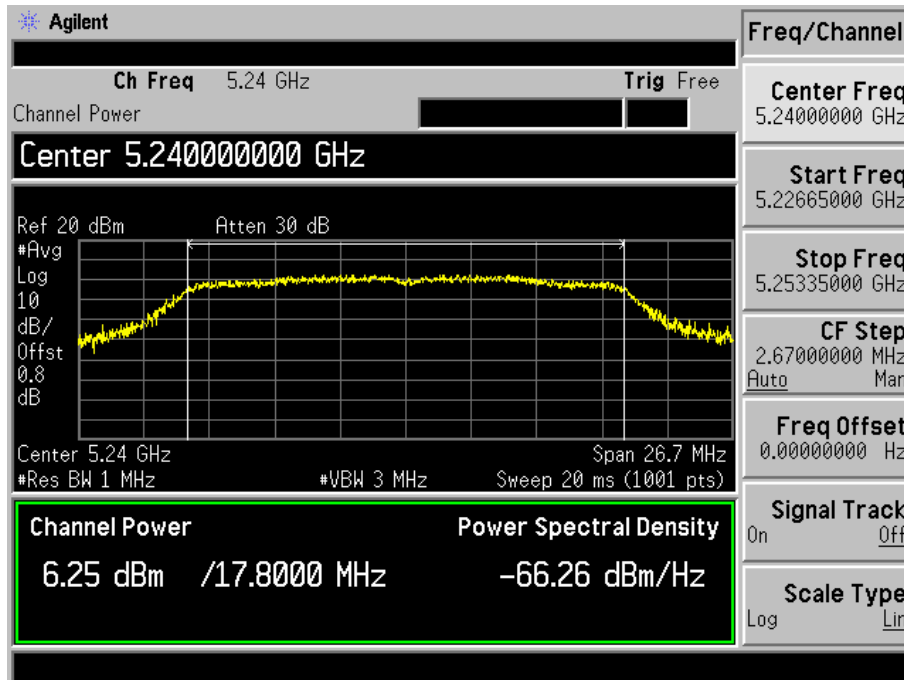 Agilent
Freq/Channel
Ch Freq 5.24 GHz Trig Free
Channel Power
Center 5.240000000 GHz
Ref 20 dBm Atten 30 dB
#Avg
Log
10
dB/
Offst
0.8
dB
Center 5.24 GHz Span 26.7 MHz
#Res BW 1 MHz #VBW 3 MHz Sweep 20 ms (1001 pts)
Channel Power Power Spectral Density
6.25 dBm /17.8000 MHz -66.26 dBm/Hz
Center Freq
5.24000000 GHz
Start Freq
5.22665000 GHz
Stop Freq
5.25335000 GHz
CF Step
2.67000000 MHz
Auto Man
Freq Offset
0.00000000 Hz
Signal Track
On Off
Scale Type
Log Lin